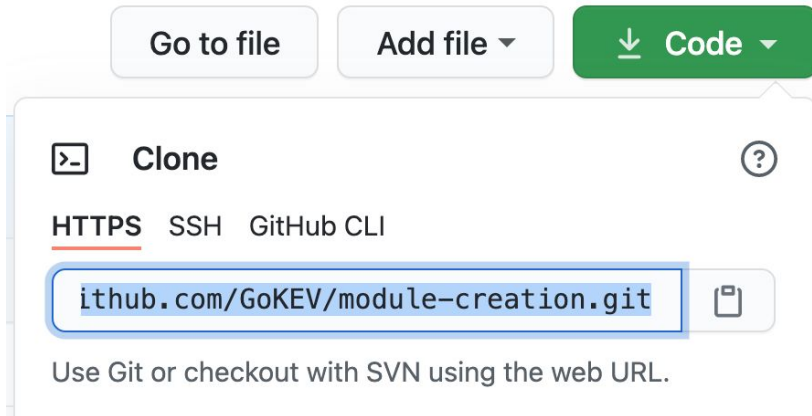 Go to file Add file Code
Clone
HTTPS SSH GitHub CLI
ithub.com/GoKEV/module-creation.git
Use Git or checkout with SVN using the web URL.